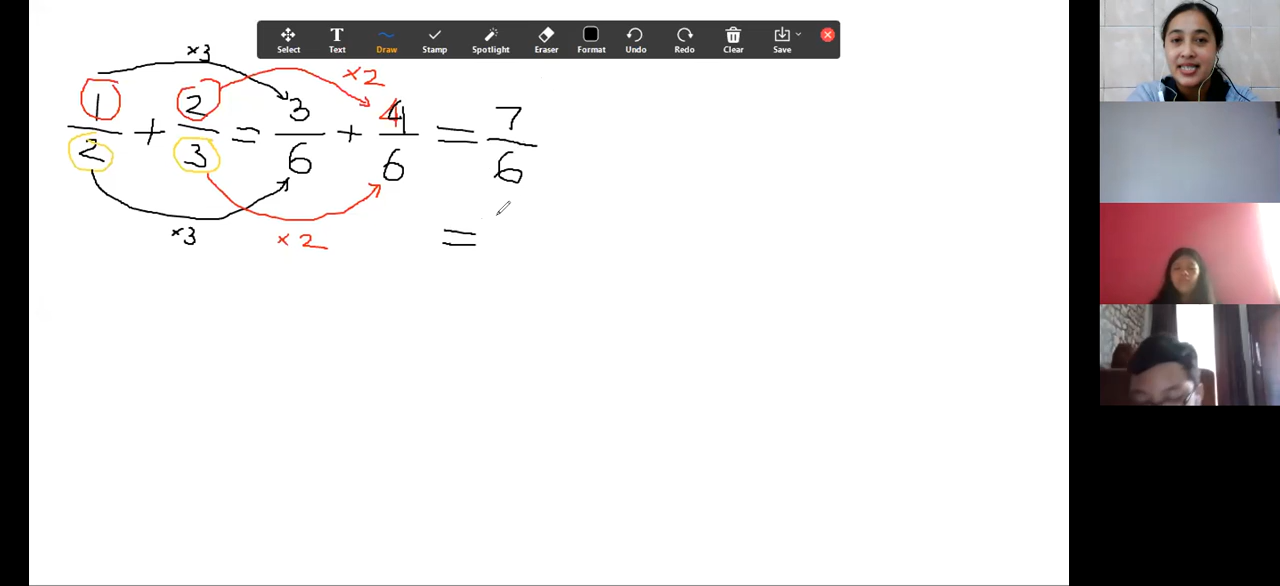 Select Text Draw Stamp Spotlight Eraser Format Undo Redo Clear Save
×3
×2
1/2 + 2/3 = 3/6 + 4/6 = 7/6
×3 ×2 =